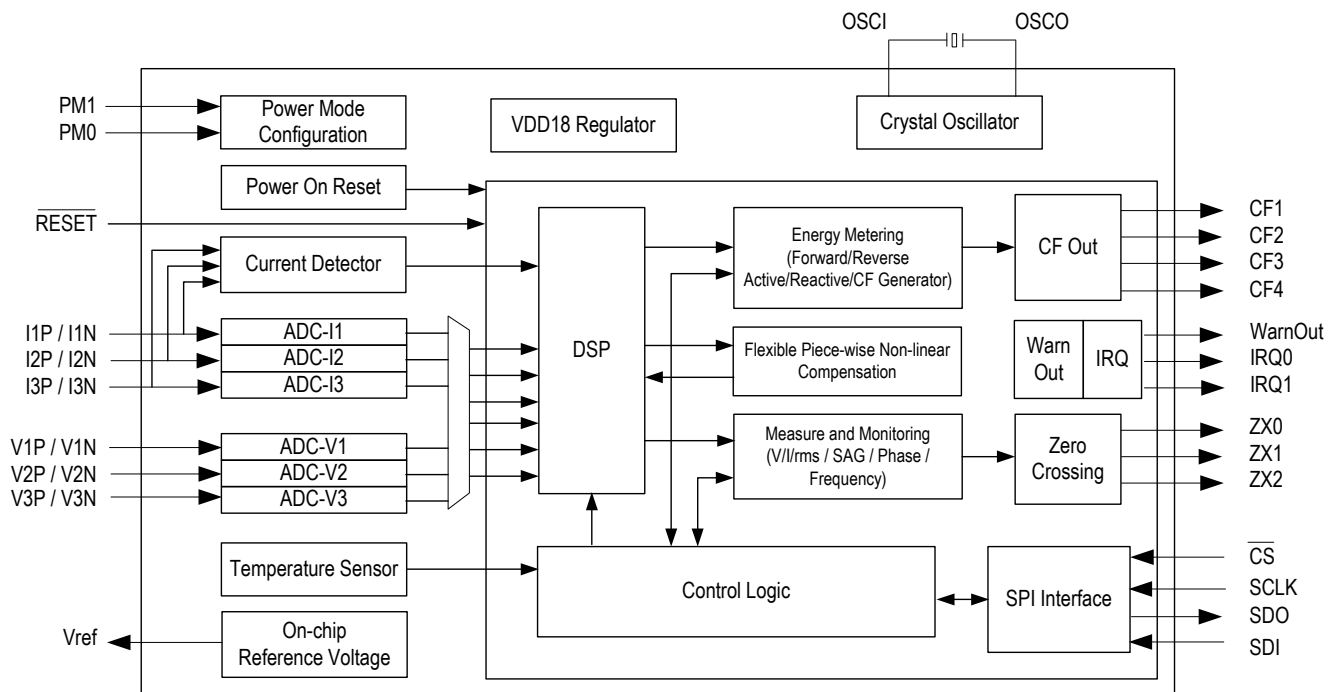 OSCI
OSCO
PM1
PM0
Power Mode
Configuration
VDD18 Regulator
Crystal Oscillator
Power On Reset
RESET
Current Detector
I1P / I1N
I2P / I2N
I3P / I3N
ADC-I1
ADC-I2
ADC-I3
V1P / V1N
V2P / V2N
V3P / V3N
ADC-V1
ADC-V2
ADC-V3
Temperature Sensor
Vref
On-chip
Reference Voltage
DSP
Energy Metering
(Forward/Reverse
Active/Reactive/CF Generator)
Flexible Piece-wise Non-linear
Compensation
Measure and Monitoring
(V/I/rms / SAG / Phase /
Frequency)
Control Logic
CF Out
CF1
CF2
CF3
CF4
Warn
Out
IRQ
WarnOut
IRQ0
IRQ1
Zero
Crossing
ZX0
ZX1
ZX2
SPI Interface
CS
SCLK
SDO
SDI